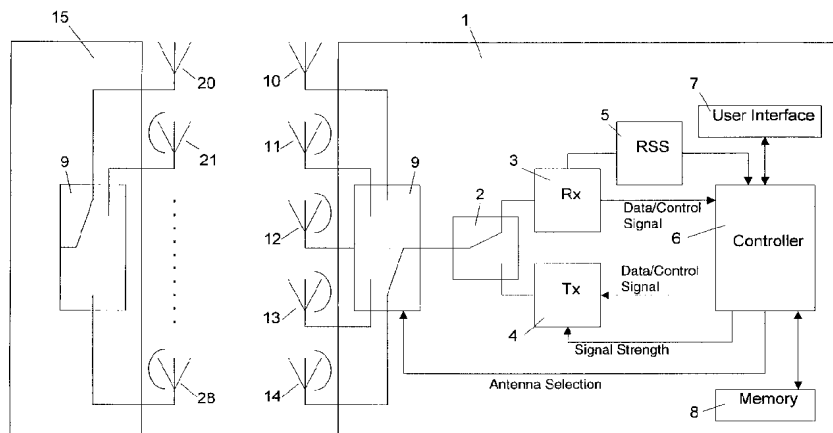 15
1
20
10
7
User Interface
5
RSS
21
11
9
9
3
Rx
2
12
Data/Control
Signal
6
Controller
Data/Control
Signal
13
Tx
4
Signal Strength
28
14
Antenna Selection
Memory
8